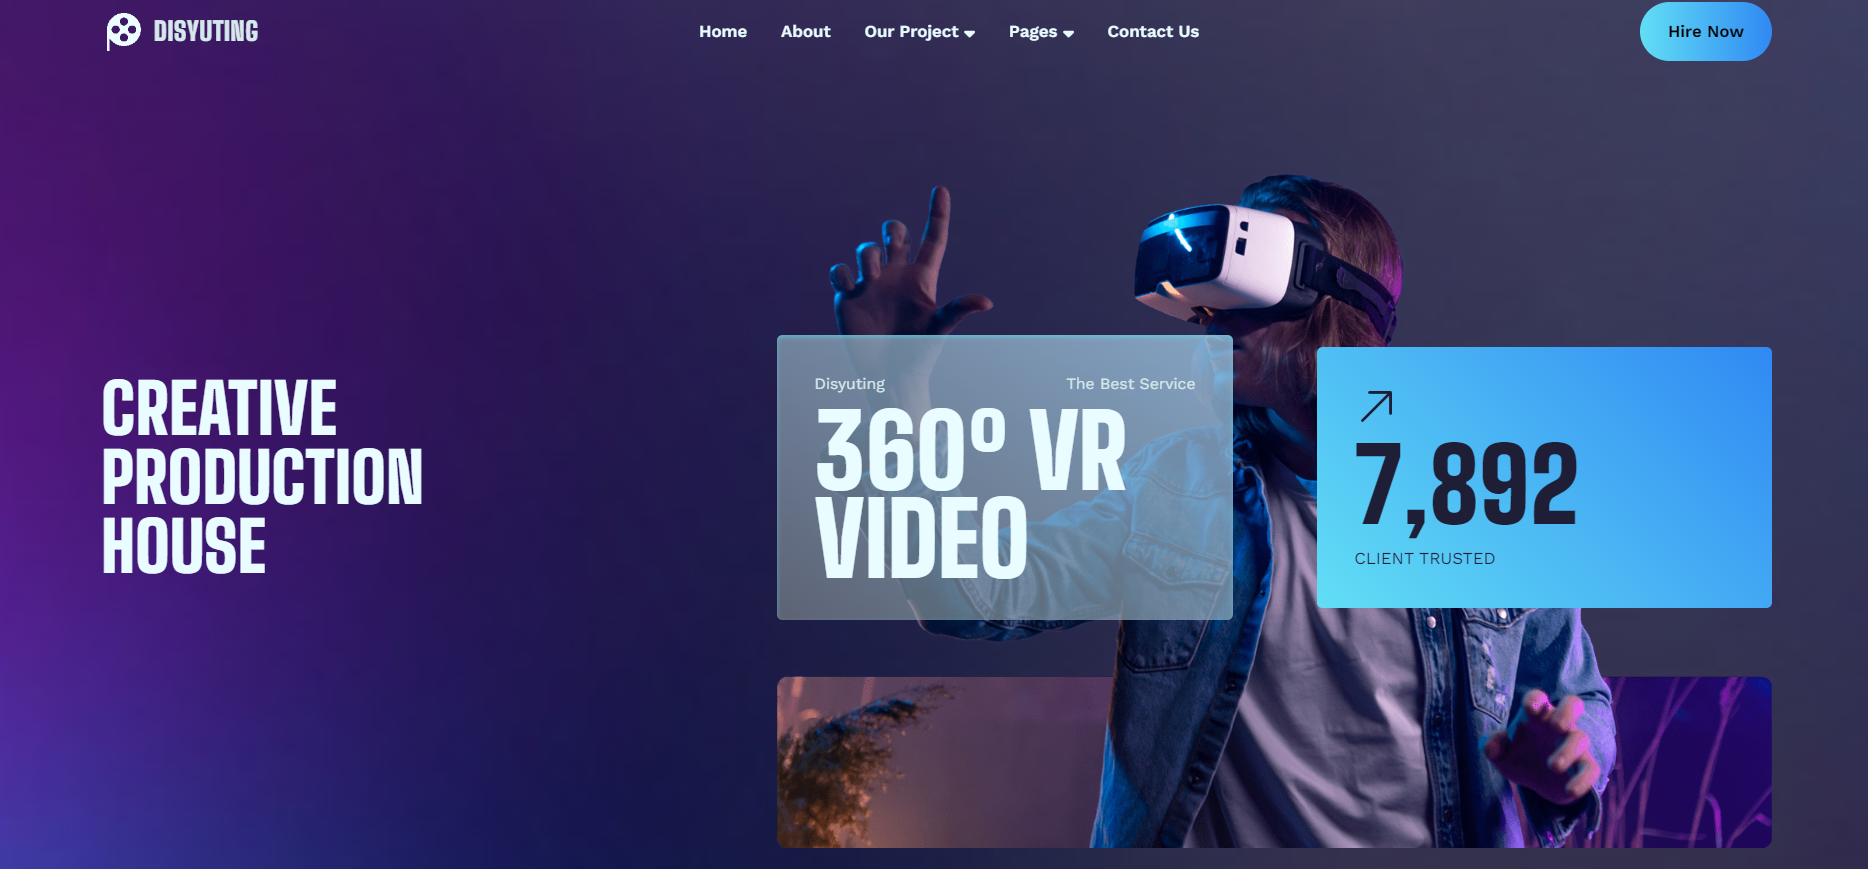 DISYUTING
Home
About
Our Project
Pages
Contact Us
Hire Now
CREATIVE
PRODUCTION
HOUSE
Disyuting
The Best Service
360° VR
VIDEO
7,892
CLIENT TRUSTED